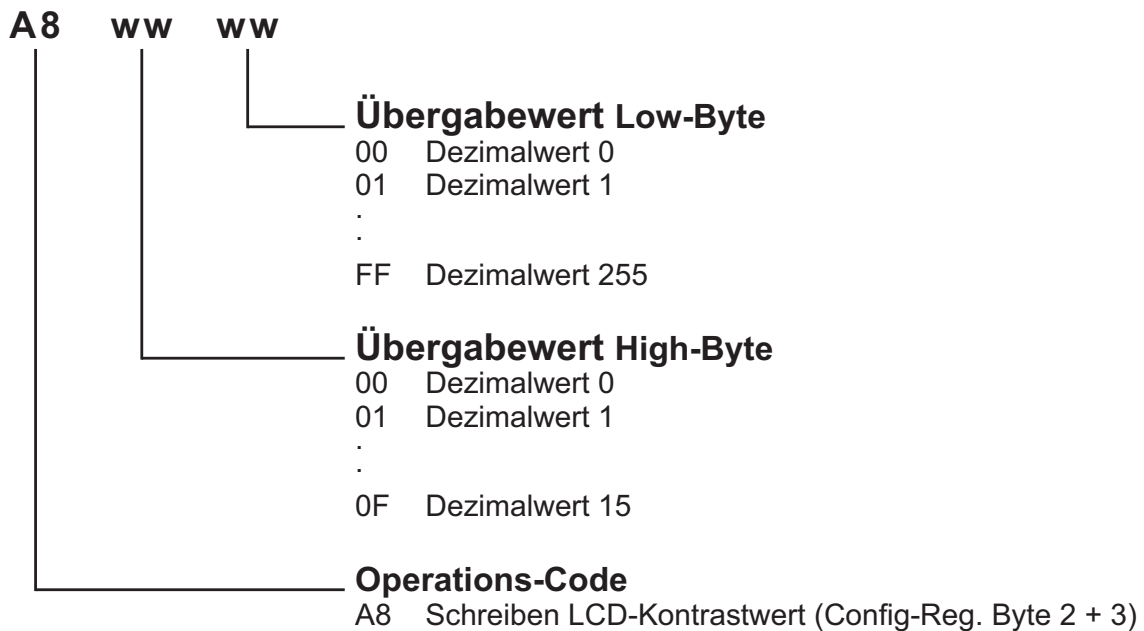 A8 ww ww
Übergabewert Low-Byte
00 Dezimalwert 0
01 Dezimalwert 1
.
.
FF Dezimalwert 255
Übergabewert High-Byte
00 Dezimalwert 0
01 Dezimalwert 1
.
.
0F Dezimalwert 15
Operations-Code
A8 Schreiben LCD-Kontrastwert (Config-Reg. Byte 2 + 3)